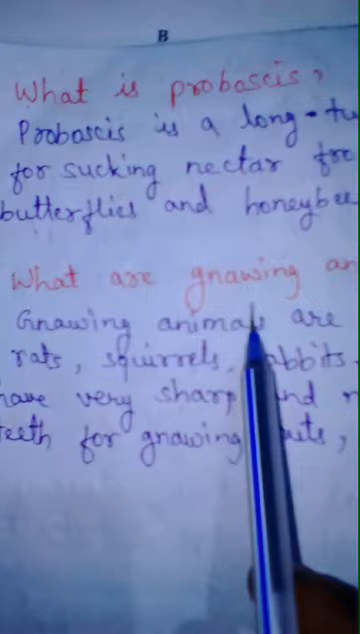 B
What is proboscis?
Proboscis is a long-tu
for sucking nectar fro
butterflies and honeybee
What are gnawing an
Gnawing animals are
rats, squirrels, rabbits.
have very sharp and
teeth for gnawing